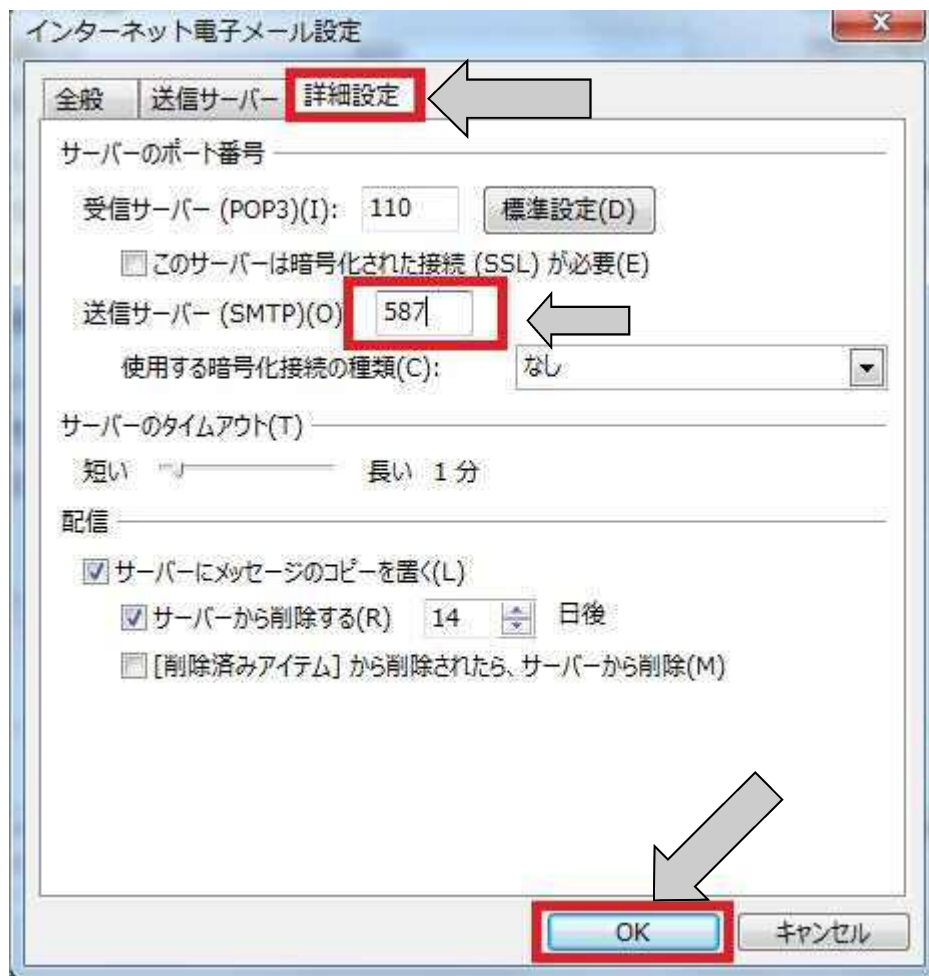 インターネット電子メール設定
全般 送信サーバー 詳細設定
サーバーのポート番号
受信サーバー (POP3)(I): 110 標準設定(D)
このサーバーは暗号化された接続 (SSL) が必要(E)
送信サーバー (SMTP)(O) 587
使用する暗号化接続の種類(C): なし
サーバーのタイムアウト(T)
短い 長い 1 分
配信
サーバーにメッセージのコピーを置く(L)
サーバーから削除する(R) 14 日後
[削除済みアイテム] から削除されたら、サーバーから削除(M)
OK キャンセル